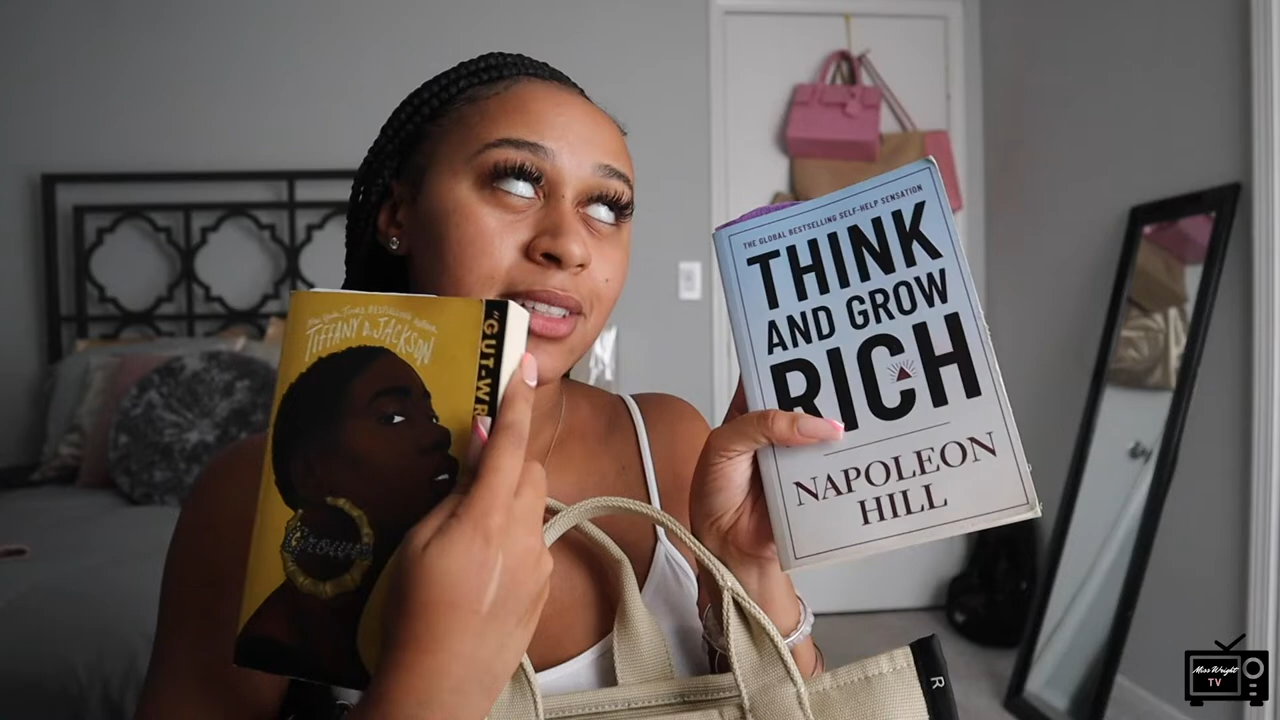 New York Times BESTSELLING Author
TIFFANY D. JACKSON
Grown
"GUT-WR
THE GLOBAL BESTSELLING SELF-HELP SENSATION
THINK
AND GROW
RICH
NAPOLEON
HILL
R
Miss Wright
TV